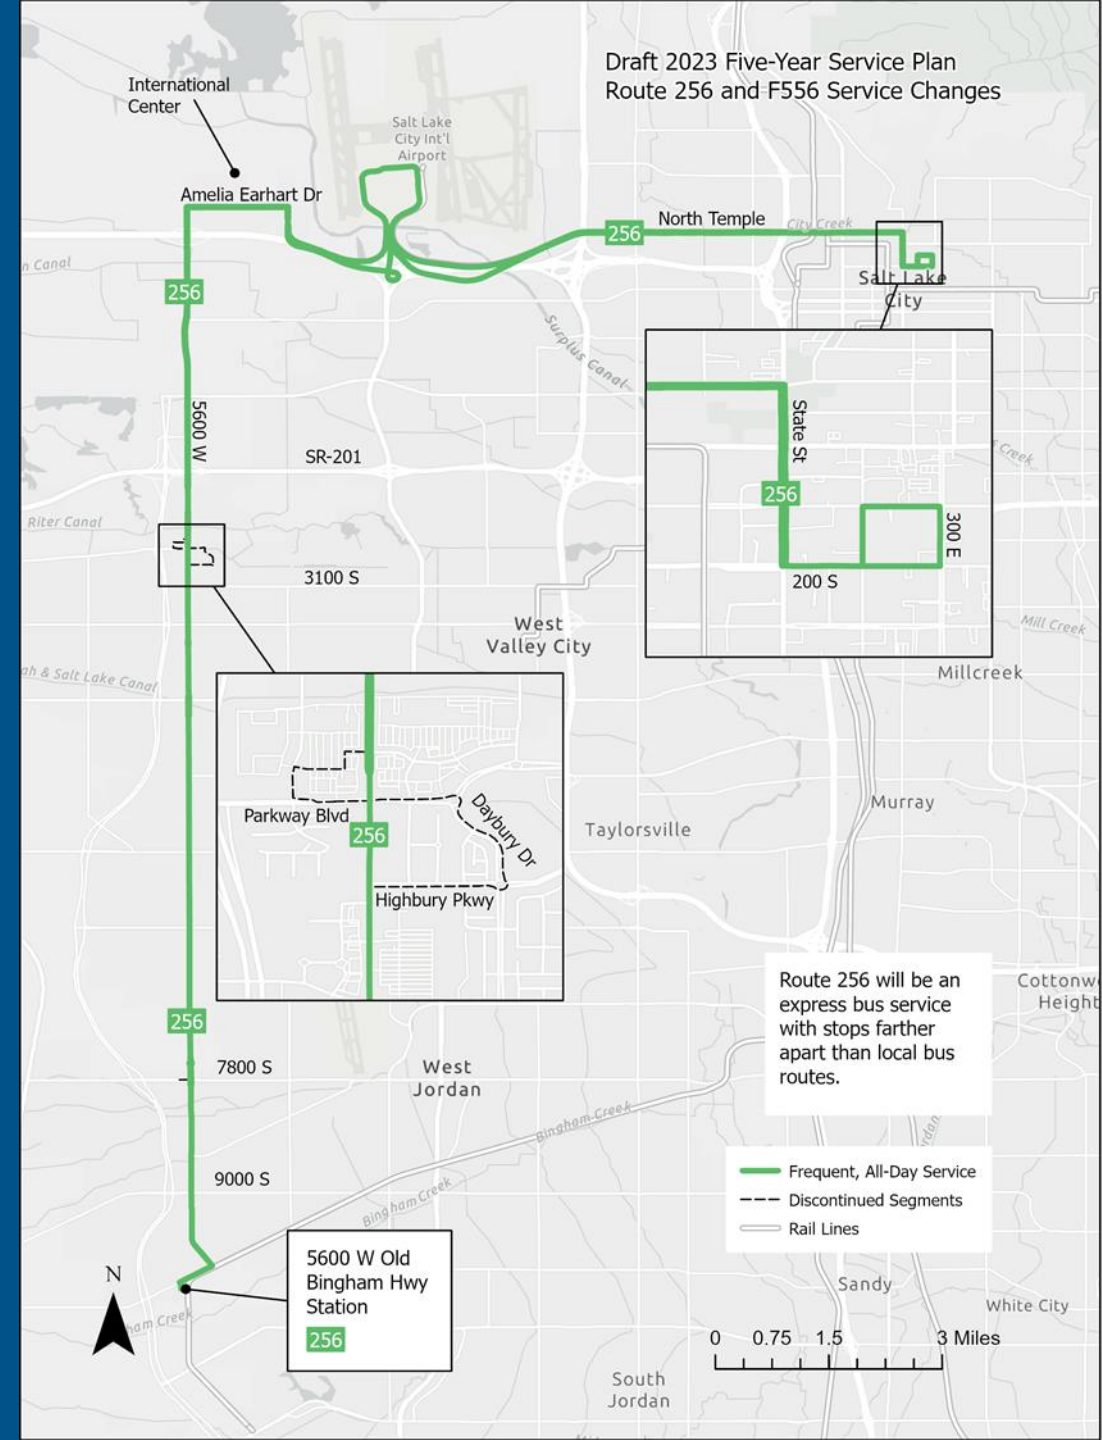 Draft 2023 Five-Year Service Plan
Route 256 and F556 Service Changes
International
Center
Salt Lake
City Int'l
Airport
Amelia Earhart Dr
256
North Temple
City Creek
Salt Lake
City
n Canal
256
Surplus Canal
5600 W
SR-201
State St
256
300 E
200 S
s Creek
Riter Canal
3100 S
West
Valley City
Mill Creek
Millcreek
ah & Salt Lake Canal
Parkway Blvd
256
Daybury Dr
Highbury Pkwy
Taylorsville
Murray
Route 256 will be an
express bus service
with stops farther
apart than local bus
routes.
Cottonw
Height
256
7800 S
West
Jordan
Bingham Creek
rdan
9000 S
Bingham Creek
Frequent, All-Day Service
Discontinued Segments
Rail Lines
5600 W Old
Bingham Hwy
Station
256
N
ham Creek
Sandy
White City
0 0.75 1.5 3 Miles
South
Jordan